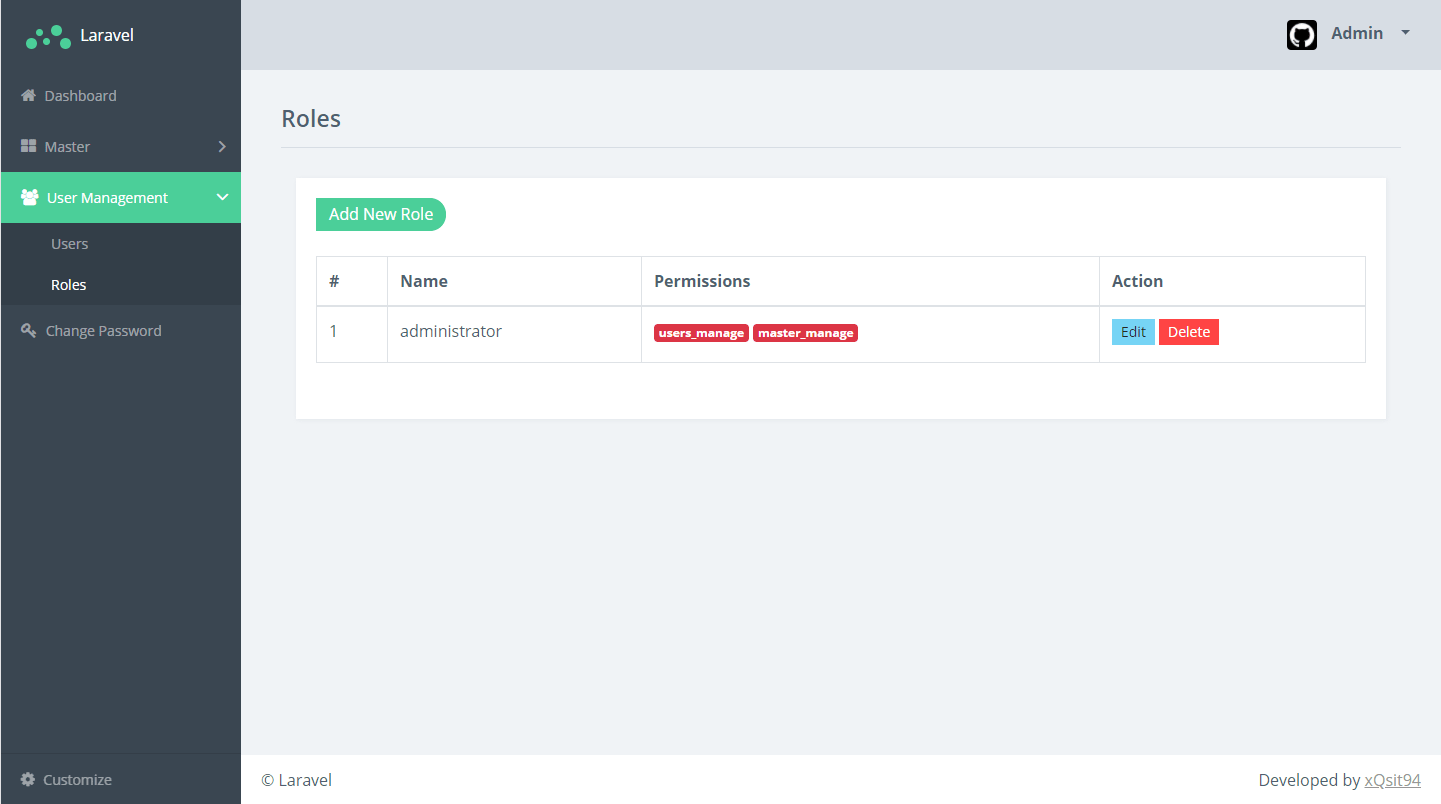 Laravel
Admin
Dashboard
Master
User Management
Users
Roles
Change Password
Customize
Roles
Add New Role
# Name Permissions Action
1 administrator users_manage master_manage Edit Delete
© Laravel
Developed by xQsit94